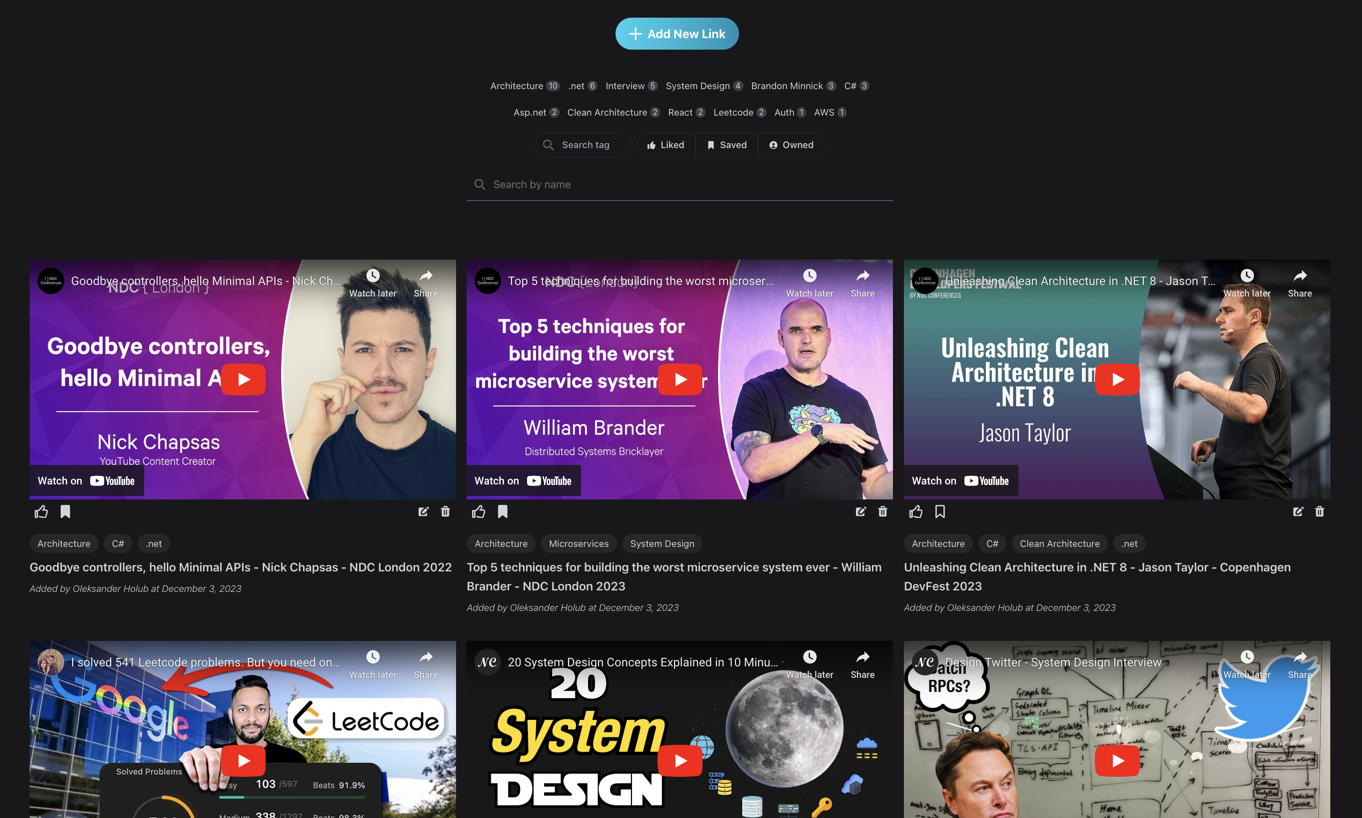 Add New Link
Architecture 10 .net 6 Interview 5 System Design 4 Brandon Minnick 3 C# 3
Asp.net 2 Clean Architecture 2 React 2 Leetcode 2 Auth 1 AWS 1
Search tag Liked Saved Owned
Search by name
Goodbye controllers, hello Minimal APIs - Nick Ch...
Watch later Share
NDC { London }
Goodbye controllers,
hello Minimal A
Nick Chapsas
YouTube Content Creator
Watch on YouTube
Architecture C# .net
Goodbye controllers, hello Minimal APIs - Nick Chapsas - NDC London 2022
Added by Oleksander Holub at December 3, 2023
Top 5 techniques for building the worst microser...
Watch later Share
NDC { London }
Top 5 techniques for
building the worst
microservice system r
William Brander
Distributed Systems Bricklayer
Watch on YouTube
Architecture Microservices System Design
Top 5 techniques for building the worst microservice system ever - William
Brander - NDC London 2023
Added by Oleksander Holub at December 3, 2023
Unleashing Clean Architecture in .NET 8 - Jason T...
Watch later Share
BY NDC CONFERENCES
Unleashing Clean
Architecture in
.NET 8
Jason Taylor
Watch on YouTube
Architecture C# Clean Architecture .net
Unleashing Clean Architecture in .NET 8 - Jason Taylor - Copenhagen
DevFest 2023
Added by Oleksander Holub at December 3, 2023
I solved 541 Leetcode problems. But you need on...
Watch later Share
Google
LeetCode
Solved Problems
103 /597 Beats 91.9%
338 /1297
20 System Design Concepts Explained in 10 Minu...
Watch later Share
20
System
DESIGN
Design Twitter - System Design Interview
Watch later Share
RPCs?
GraphQL
Timeline Mixer
TLS-API
Home
Timeline